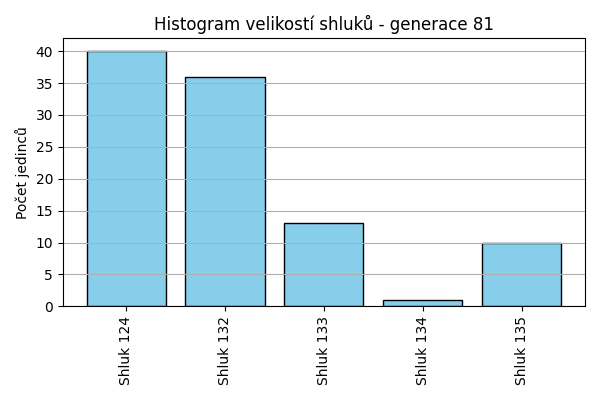 Histogram velikostí shluků - generace 81
Počet jedinců
40
35
30
25
20
15
10
5
0
Shluk 124
Shluk 132
Shluk 133
Shluk 134
Shluk 135